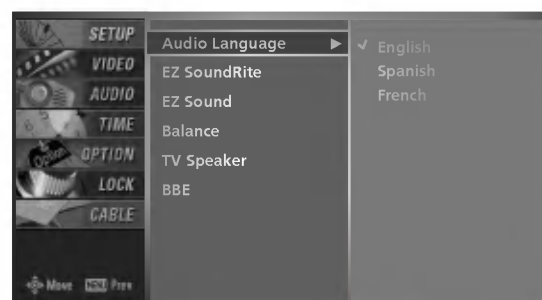 SETUP
VIDEO
AUDIO
TIME
OPTION
LOCK
CABLE
Move MENU Prev
Audio Language
EZ SoundRite
EZ Sound
Balance
TV Speaker
BBE
✓ English
Spanish
French